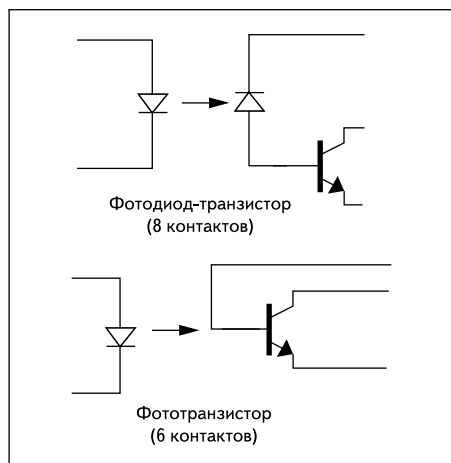 Фотодиод-транзистор
(8 контактов)
Фототранзистор
(6 контактов)